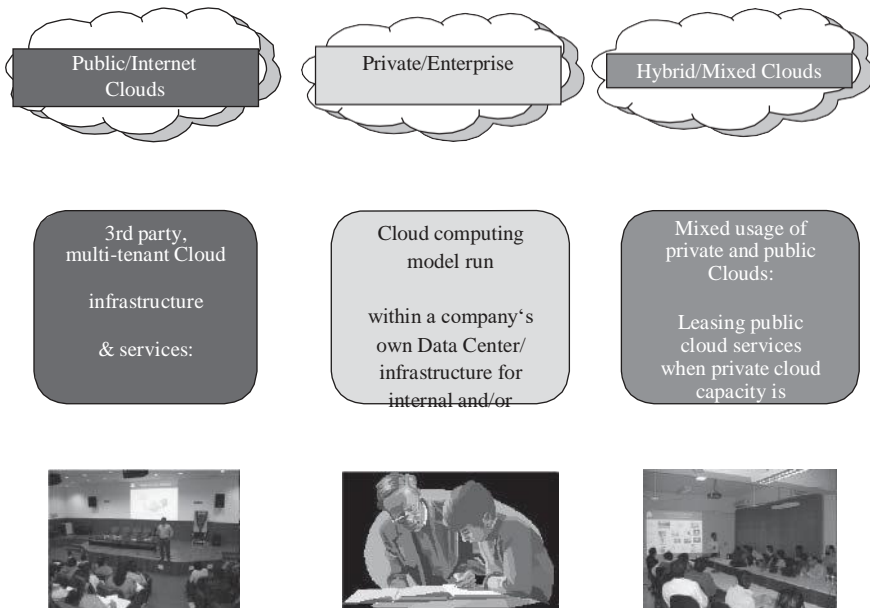 Public/Internet
Clouds
Private/Enterprise
Hybrid/Mixed Clouds
3rd party,
multi-tenant Cloud
infrastructure
& services:
Cloud computing
model run
within a company‘s
own Data Center/
infrastructure for
internal and/or
Mixed usage of
private and public
Clouds:
Leasing public
cloud services
when private cloud
capacity is